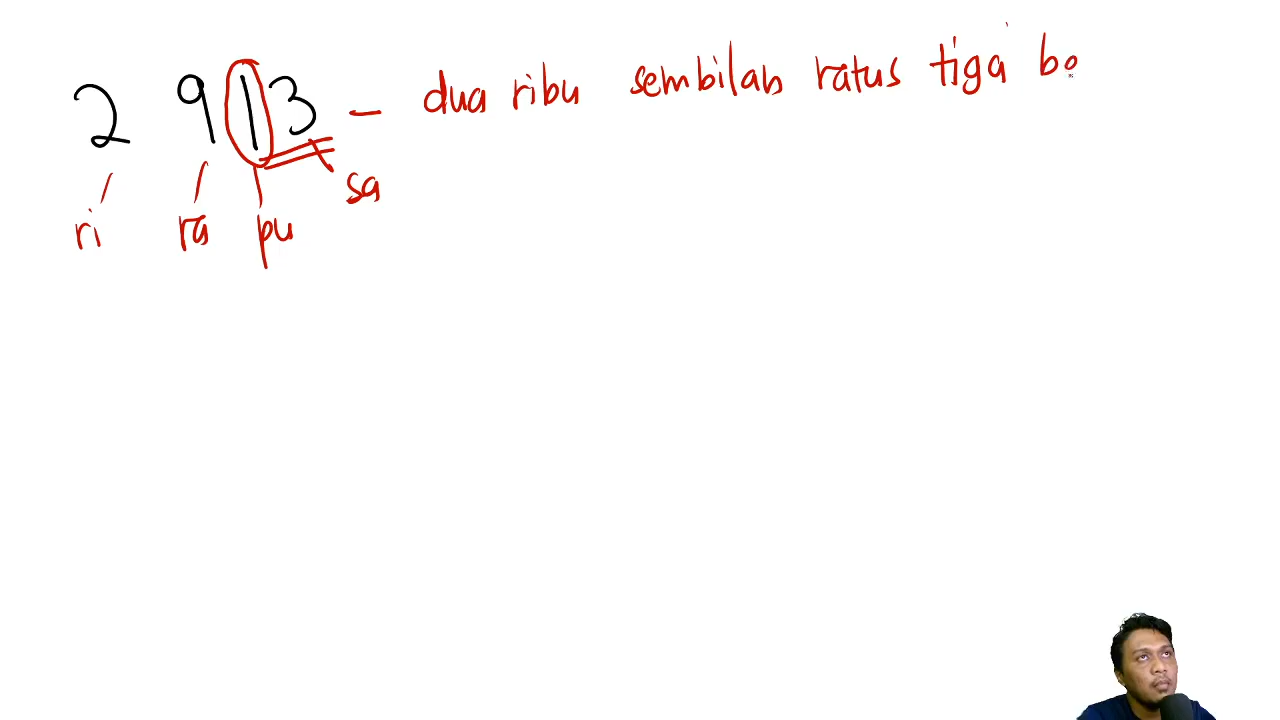 2 9 1 3 – dua ribu sembilan ratus tiga be
ri ra pu sa